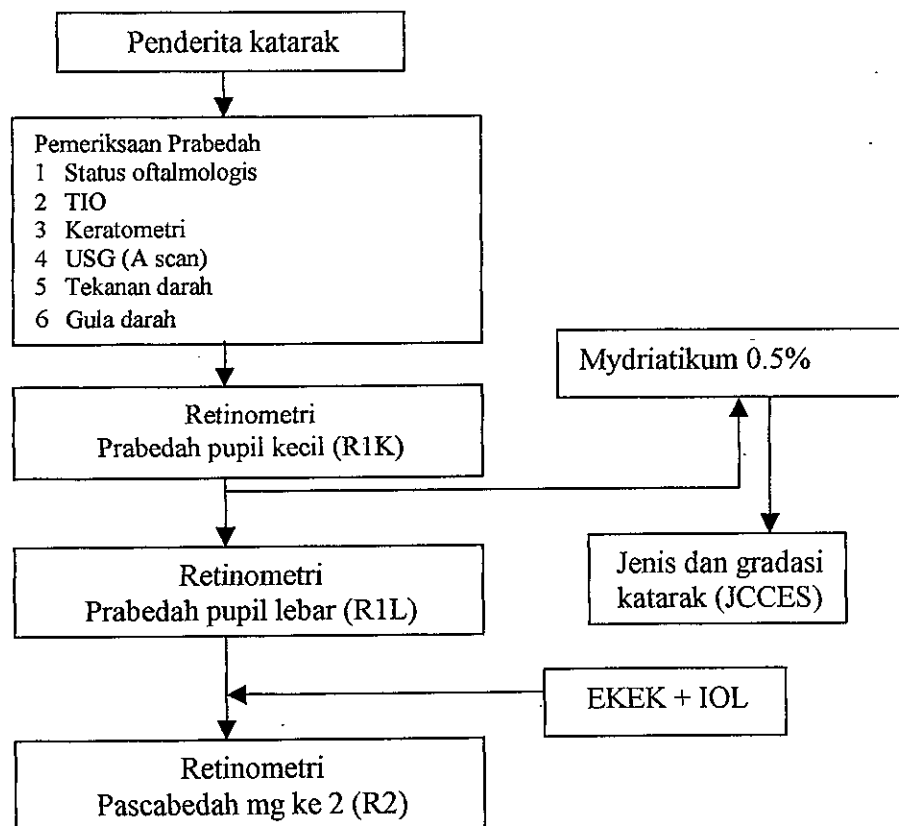 Penderita katarak
Pemeriksaan Prabedah
1 Status oftalmologis
2 TIO
3 Keratometri
4 USG (A scan)
5 Tekanan darah
6 Gula darah
Mydriatikum 0.5%
Retinometri
Prabedah pupil kecil (R1K)
Retinometri
Prabedah pupil lebar (R1L)
Jenis dan gradasi
katarak (JCCES)
EKEK + IOL
Retinometri
Pascabedah mg ke 2 (R2)